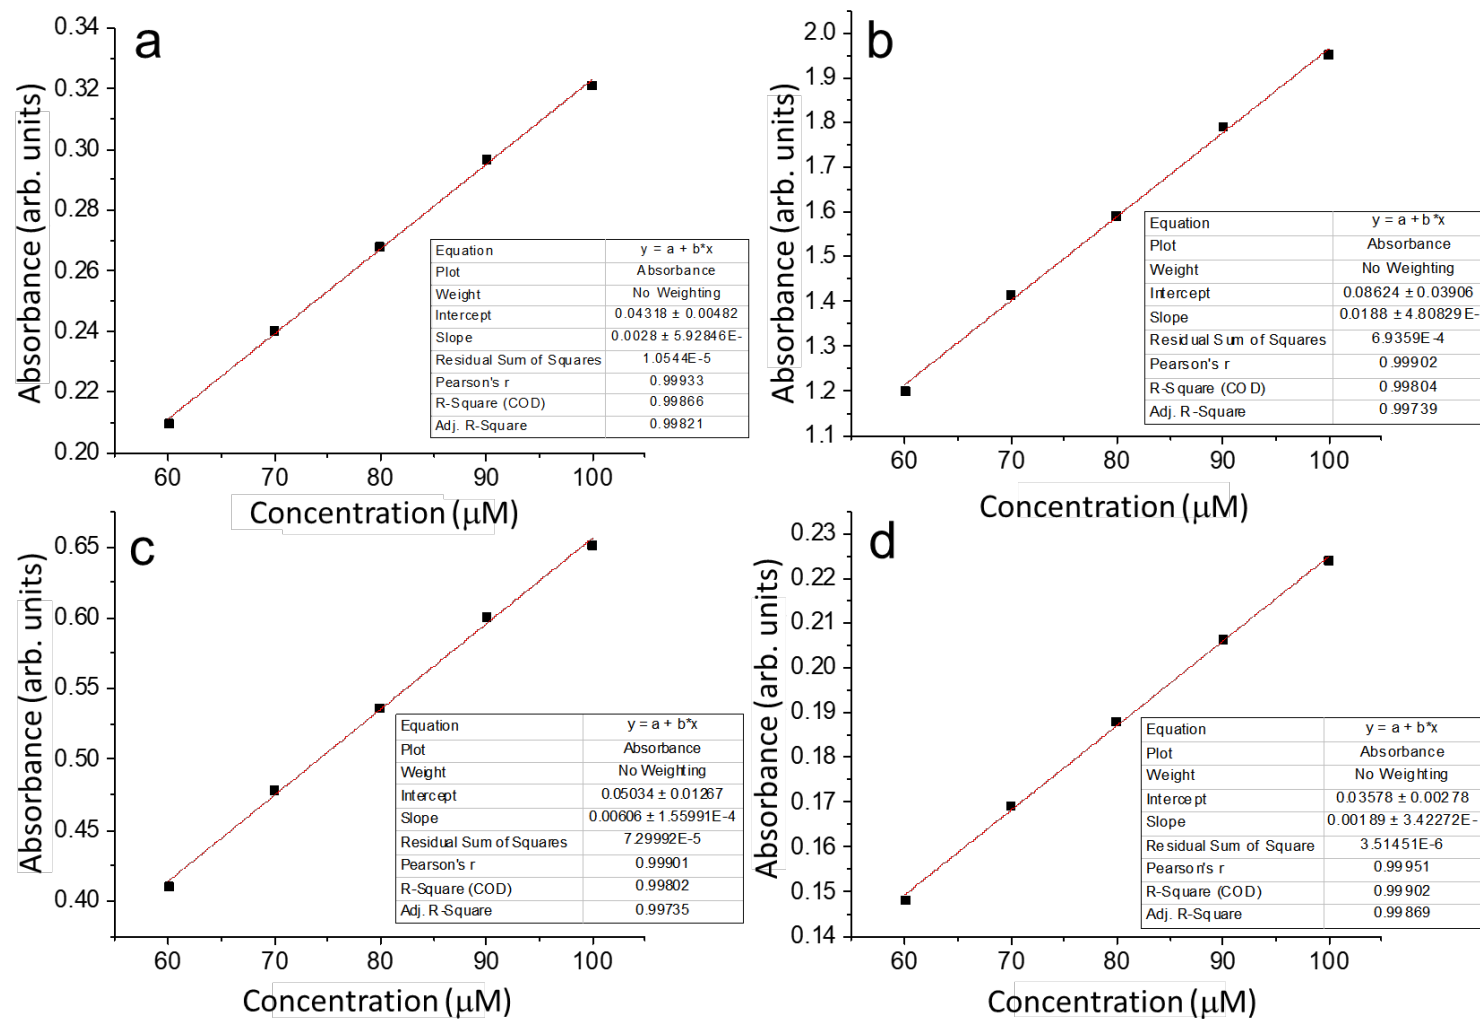 a
Absorbance (arb. units)
0.34
0.32
0.30
0.28
0.26
0.24
0.22
0.20
60 70 80 90 100
Concentration (μM)
Equation y = a + b*x
Plot Absorbance
Weight No Weighting
Intercept 0.04318 ± 0.00482
Slope 0.0028 ± 5.92846E-
Residual Sum of Squares 1.0544E-5
Pearson's r 0.99933
R-Square (COD) 0.99866
Adj. R-Square 0.99821
b
Absorbance (arb. units)
2.0
1.9
1.8
1.7
1.6
1.5
1.4
1.3
1.2
1.1
60 70 80 90 100
Concentration (μM)
Equation y = a + b*x
Plot Absorbance
Weight No Weighting
Intercept 0.08624 ± 0.03906
Slope 0.0188 ± 4.80829E-
Residual Sum of Squares 6.9359E-4
Pearson's r 0.99902
R-Square (COD) 0.99804
Adj. R-Square 0.99739
c
Absorbance (arb. units)
0.65
0.60
0.55
0.50
0.45
0.40
60 70 80 90 100
Concentration (μM)
Equation y = a + b*x
Plot Absorbance
Weight No Weighting
Intercept 0.05034 ± 0.01267
Slope 0.00606 ± 1.55991E-4
Residual Sum of Squares 7.29992E-5
Pearson's r 0.99901
R-Square (COD) 0.99802
Adj. R-Square 0.99735
d
Absorbance (arb. units)
0.23
0.22
0.21
0.20
0.19
0.18
0.17
0.16
0.15
0.14
60 70 80 90 100
Concentration (μM)
Equation y = a + b*x
Plot Absorbance
Weight No Weighting
Intercept 0.03578 ± 0.00278
Slope 0.00189 ± 3.42272E-
Residual Sum of Square 3.51451E-6
Pearson's r 0.99951
R-Square (COD) 0.99902
Adj. R-Square 0.99869